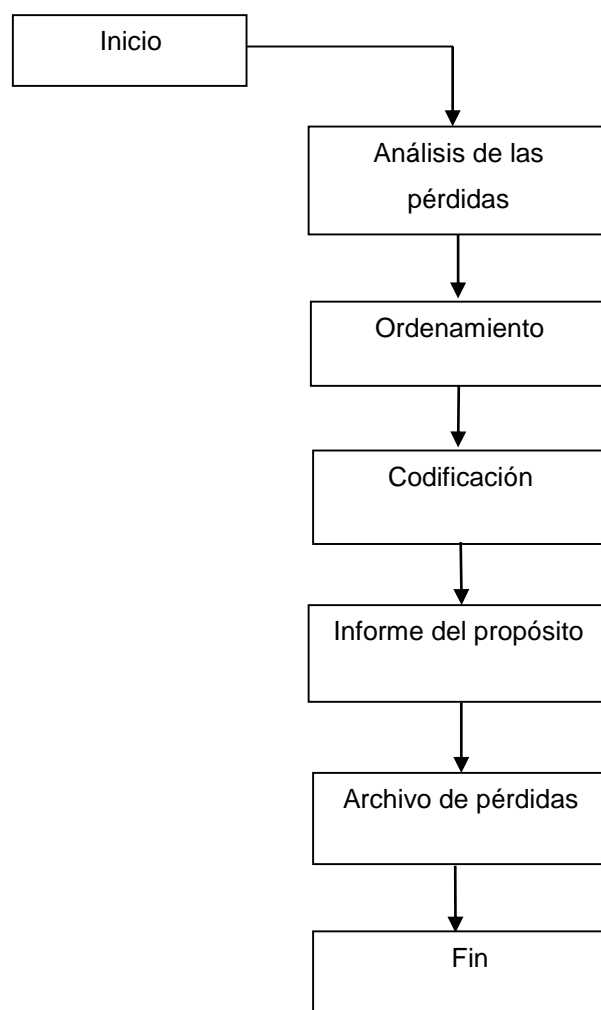 Inicio
Análisis de las
pérdidas
Ordenamiento
Codificación
Informe del propósito
Archivo de pérdidas
Fin